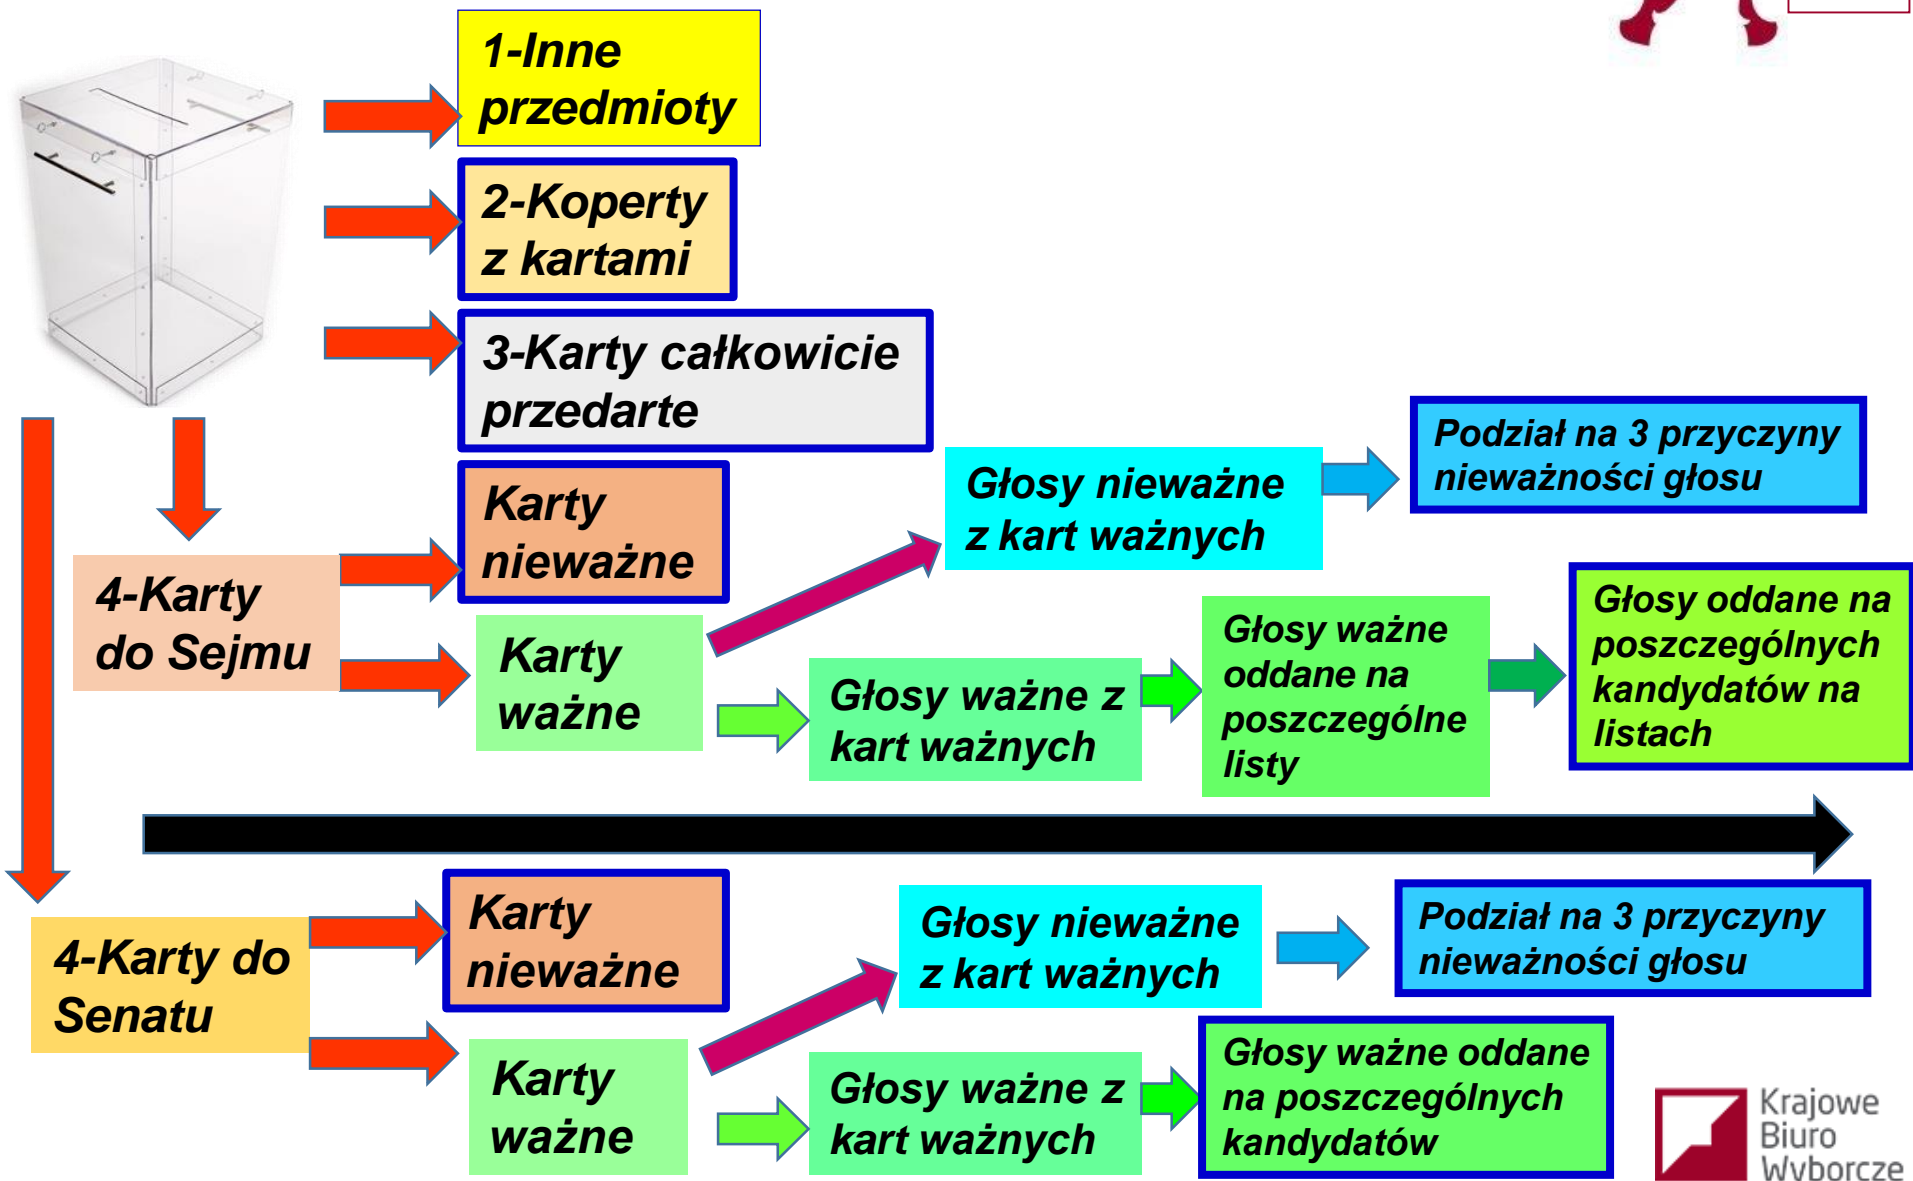 1-Inne
przedmioty
2-Koperty
z kartami
3-Karty całkowicie
przedarte
4-Karty
do Sejmu
Karty
nieważne
Karty
ważne
Głosy nieważne
z kart ważnych
Podział na 3 przyczyny
nieważności głosu
Głosy ważne z
kart ważnych
Głosy ważne
oddane na
poszczególne
listy
Głosy oddane na
poszczególnych
kandydatów na
listach
4-Karty do
Senatu
Karty
nieważne
Karty
ważne
Głosy nieważne
z kart ważnych
Podział na 3 przyczyny
nieważności głosu
Głosy ważne z
kart ważnych
Głosy ważne oddane
na poszczególnych
kandydatów
Krajowe
Biuro
Wyborcze